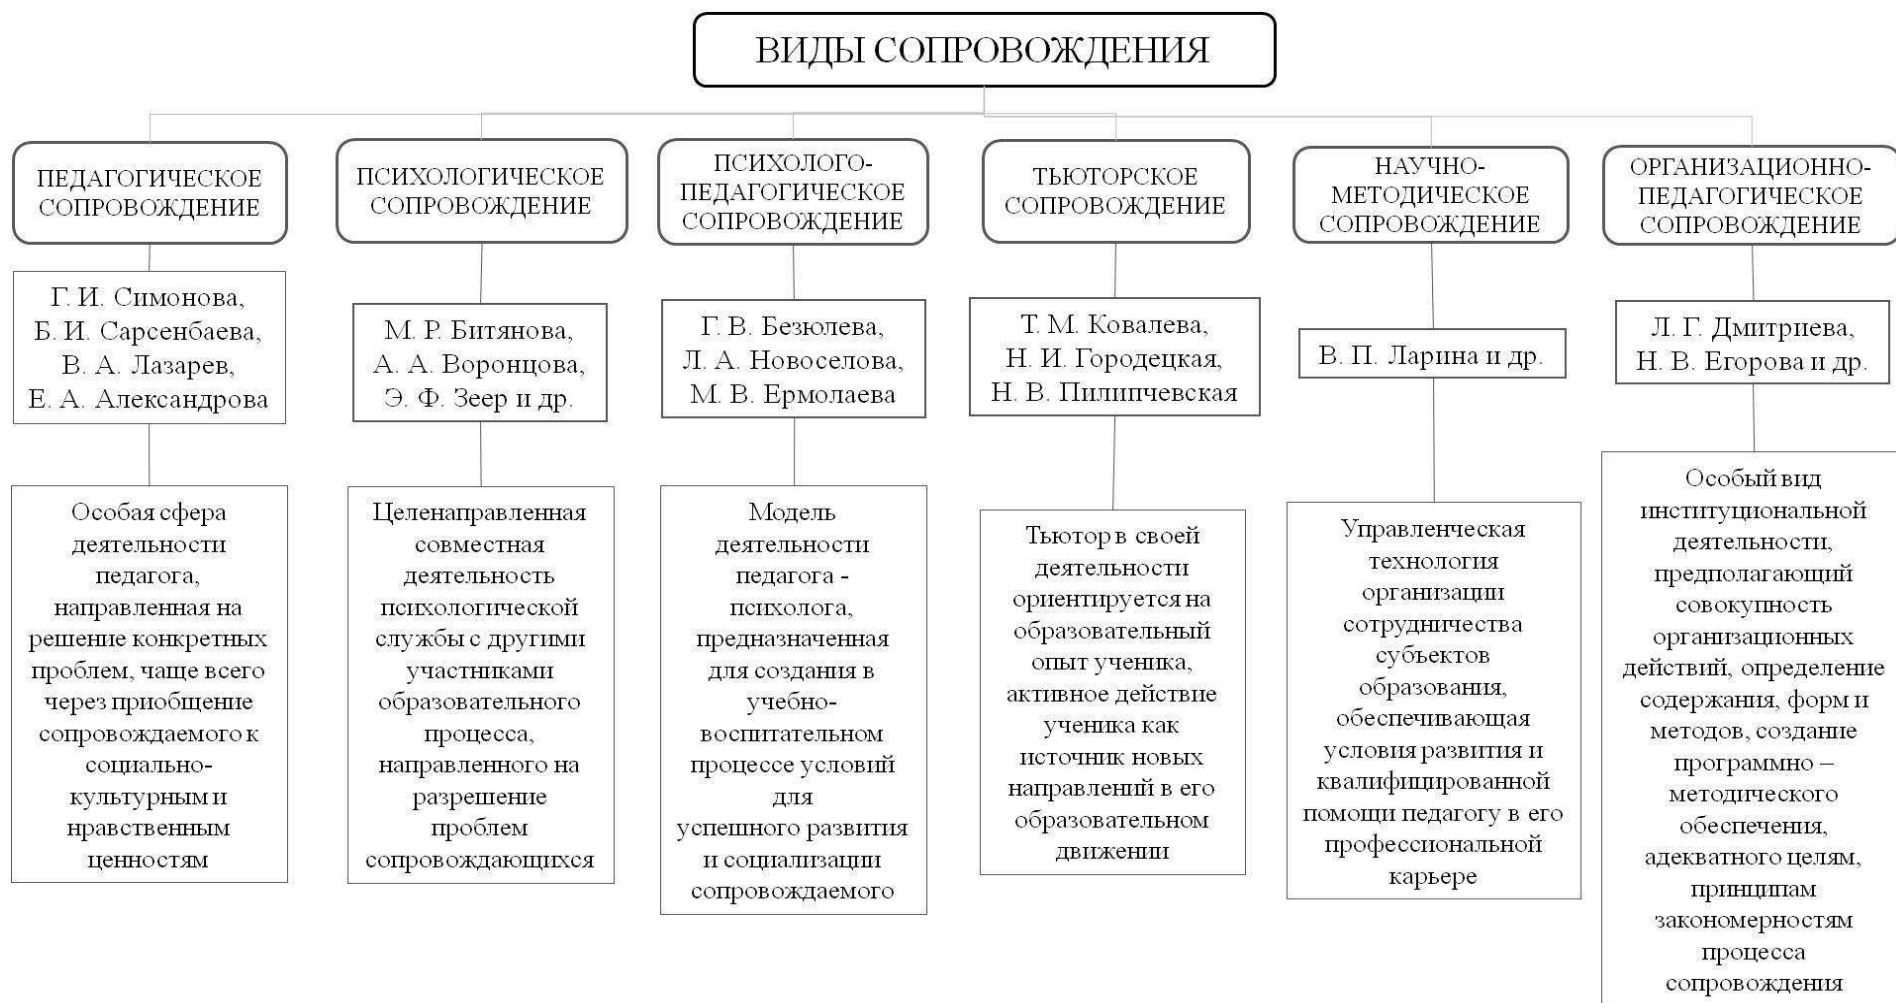 ВИДЫ СОПРОВОЖДЕНИЯ
ПЕДАГОГИЧЕСКОЕ
СОПРОВОЖДЕНИЕ
Г. И. Симонова,
Б. И. Сарсенбаева,
В. А. Лазарев,
Е. А. Александрова
Особая сфера
деятельности
педагога,
направленная на
решение конкретных
проблем, чаще всего
через приобщение
сопровождаемого к
социально-
культурным и
нравственным
ценностям
ПСИХОЛОГИЧЕСКОЕ
СОПРОВОЖДЕНИЕ
М. Р. Битянова,
А. А. Воронцова,
Э. Ф. Зеер и др.
Целенаправленная
совместная
деятельность
психологической
службы с другими
участниками
образовательного
процесса,
направленного на
разрешение
проблем
сопровождающихся
ПСИХОЛОГО-
ПЕДАГОГИЧЕСКОЕ
СОПРОВОЖДЕНИЕ
Г. В. Безюлева,
Л. А. Новоселова,
М. В. Ермолаева
Модель
деятельности
педагога -
психолога,
предназначенная
для создания в
учебно-
воспитательном
процессе условий
для
успешного развития
и социализации
сопровождаемого
ТЬЮТОРСКОЕ
СОПРОВОЖДЕНИЕ
Т. М. Ковалева,
Н. И. Городецкая,
Н. В. Пилипчевская
Тьютор в своей
деятельности
ориентируется на
образовательный
опыт ученика,
активное действие
ученика как
источник новых
направлений в его
образовательном
движении
НАУЧНО-
МЕТОДИЧЕСКОЕ
СОПРОВОЖДЕНИЕ
В. П. Ларина и др.
Управленческая
технология
организации
сотрудничества
субъектов
образования,
обеспечивающая
условия развития и
квалифицированной
помощи педагогу в его
профессиональной
карьере
ОРГАНИЗАЦИОННО-
ПЕДАГОГИЧЕСКОЕ
СОПРОВОЖДЕНИЕ
Л. Г. Дмитриева,
Н. В. Егорова и др.
Особый вид
институциональной
деятельности,
предполагающий
совокупность
организационных
действий, определение
содержания, форм и
методов, создание
программно –
методического
обеспечения,
адекватного целям,
принципам
закономерностям
процесса
сопровождения